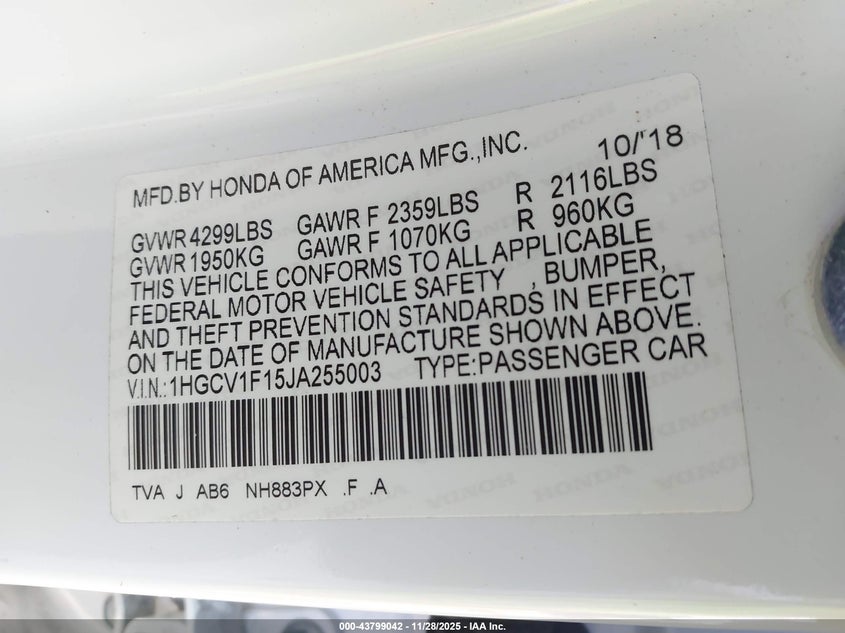 MFD.BY HONDA OF AMERICA MFG.,INC. 10/'18
GVWR 4299LBS GAWR F 2359LBS R 2116LBS
GVWR 1950KG GAWR F 1070KG R 960KG
THIS VEHICLE CONFORMS TO ALL APPLICABLE
FEDERAL MOTOR VEHICLE SAFETY , BUMPER,
AND THEFT PREVENTION STANDARDS IN EFFECT
ON THE DATE OF MANUFACTURE SHOWN ABOVE.
V.I.N.: 1HGCV1F15JA255003 TYPE:PASSENGER CAR
TVA J AB6 NH883PX .F .A
000-43799042 | 11/28/2025 | IAA Inc.